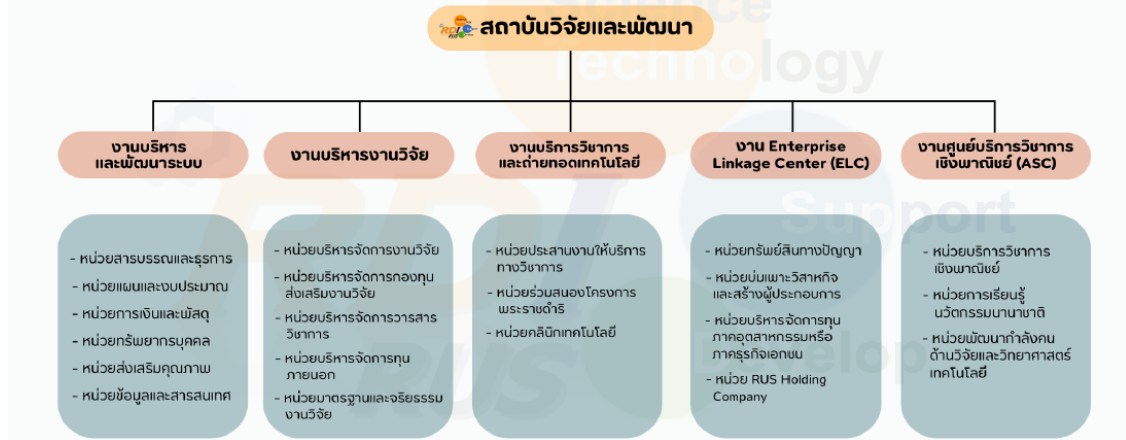 สถาบันวิจัยและพัฒนา
งานบริหาร
และพัฒนาระบบ
- หน่วยสารบรรณและธุรการ
- หน่วยแผนและงบประมาณ
- หน่วยการเงินและพัสดุ
- หน่วยทรัพยากรบุคคล
- หน่วยส่งเสริมคุณภาพ
- หน่วยข้อมูลและสารสนเทศ
งานบริหารงานวิจัย
- หน่วยบริหารจัดการงานวิจัย
- หน่วยบริหารจัดการกองทุน
ส่งเสริมงานวิจัย
- หน่วยบริหารจัดการวารสาร
วิชาการ
- หน่วยบริหารจัดการทุน
ภายนอก
- หน่วยมาตรฐานและจริยธรรม
งานวิจัย
งานบริการวิชาการ
และถ่ายทอดเทคโนโลยี
- หน่วยประสานงานให้บริการ
ทางวิชาการ
- หน่วยร่วมสนองโครงการ
พระราชดำริ
- หน่วยคลินิกเทคโนโลยี
งาน Enterprise
Linkage Center (ELC)
- หน่วยทรัพย์สินทางปัญญา
- หน่วยบ่มเพาะวิสาหกิจ
และสร้างผู้ประกอบการ
- หน่วยบริหารจัดการทุน
ภาคอุตสาหกรรมหรือ
ภาคธุรกิจเอกชน
- หน่วย RUS Holding
Company
งานศูนย์บริการวิชาการ
เชิงพาณิชย์ (ASC)
- หน่วยบริการวิชาการ
เชิงพาณิชย์
- หน่วยการเรียนรู้
นวัตกรรมนานาชาติ
- หน่วยพัฒนากำลังคน
ด้านวิจัยและวิทยาศาสตร์
เทคโนโลยี
Science
Technology
Support
Develop
RDI
RUS